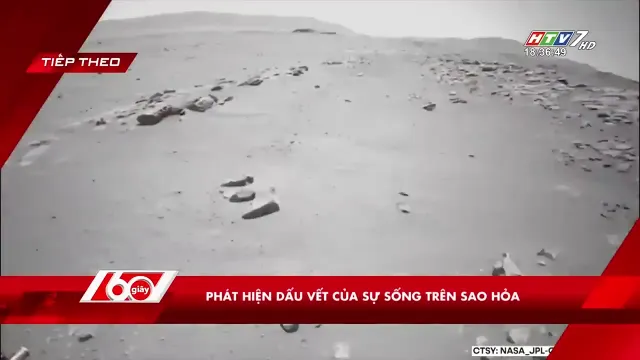 HTV7 HD
18:36:49
TIẾP THEO
60 giây
PHÁT HIỆN DẤU VẾT CỦA SỰ SỐNG TRÊN SAO HỎA
CTSY: NASA_JPL-C